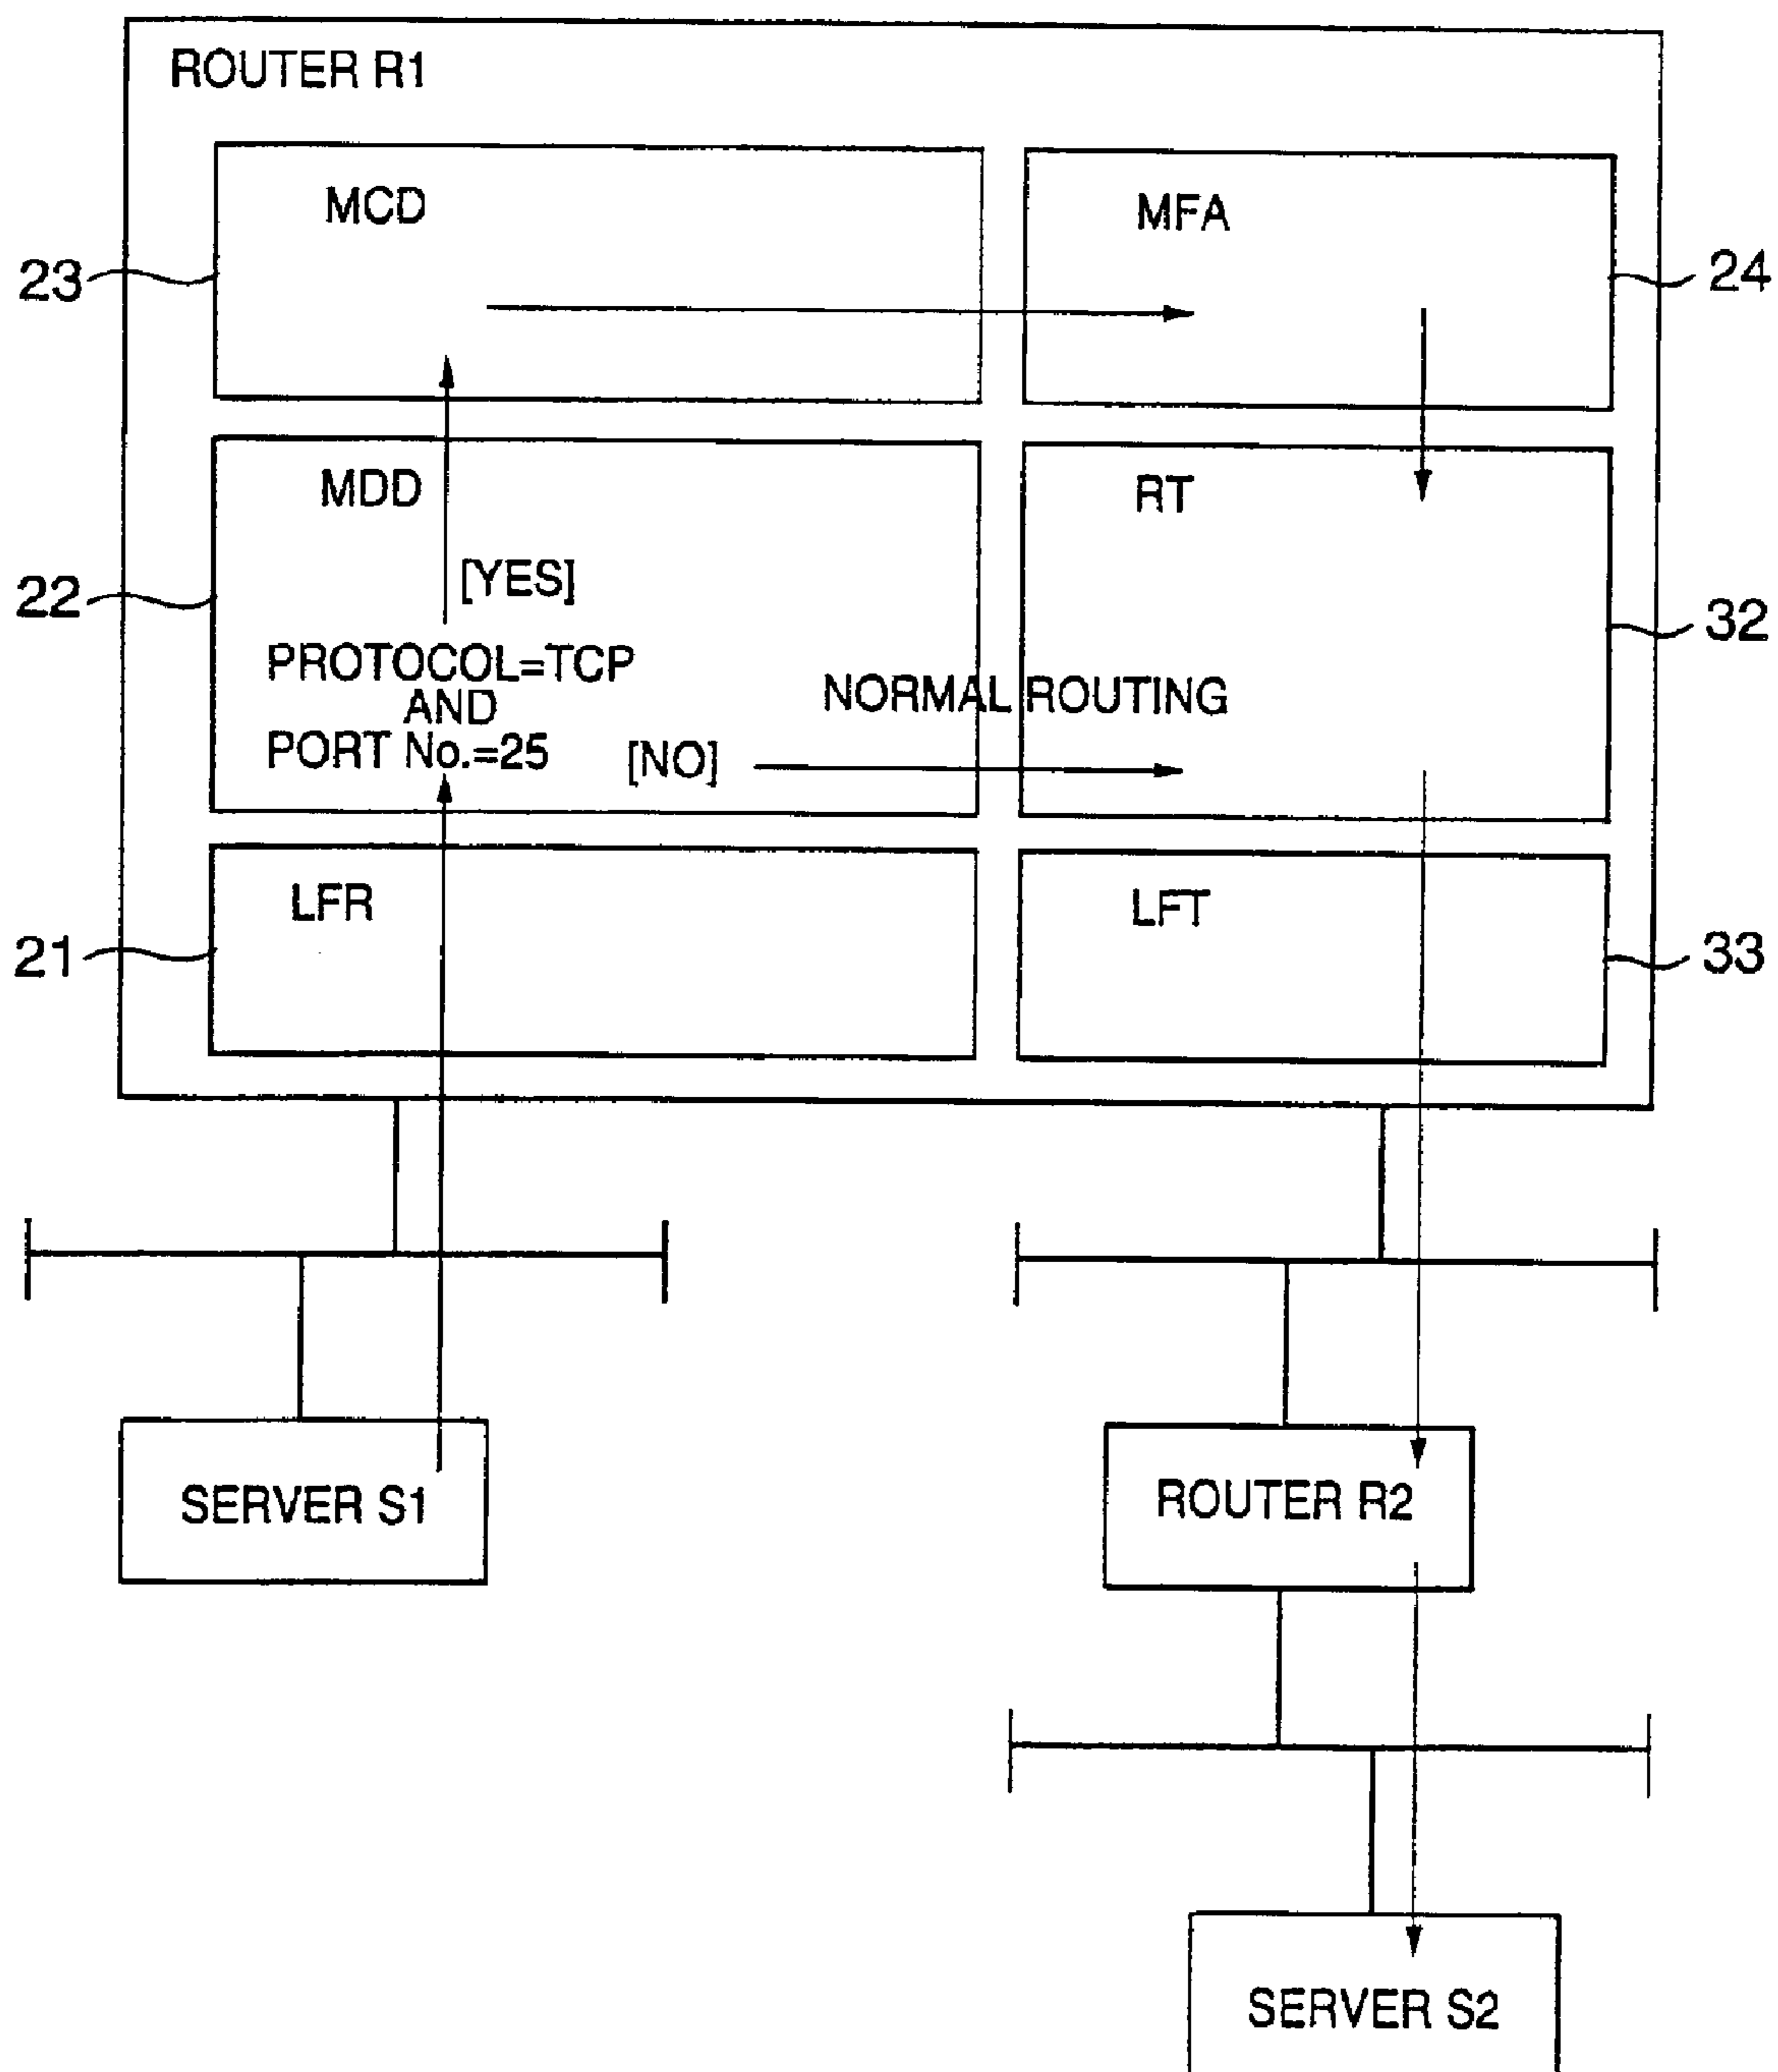 ROUTER R1
MCD
MFA
23
24
MDD
RT
[YES]
22
32
PROTOCOL=TCP
AND
PORT No.=25
[NO]
NORMAL ROUTING
LFR
LFT
21
33
SERVER S1
ROUTER R2
SERVER S2